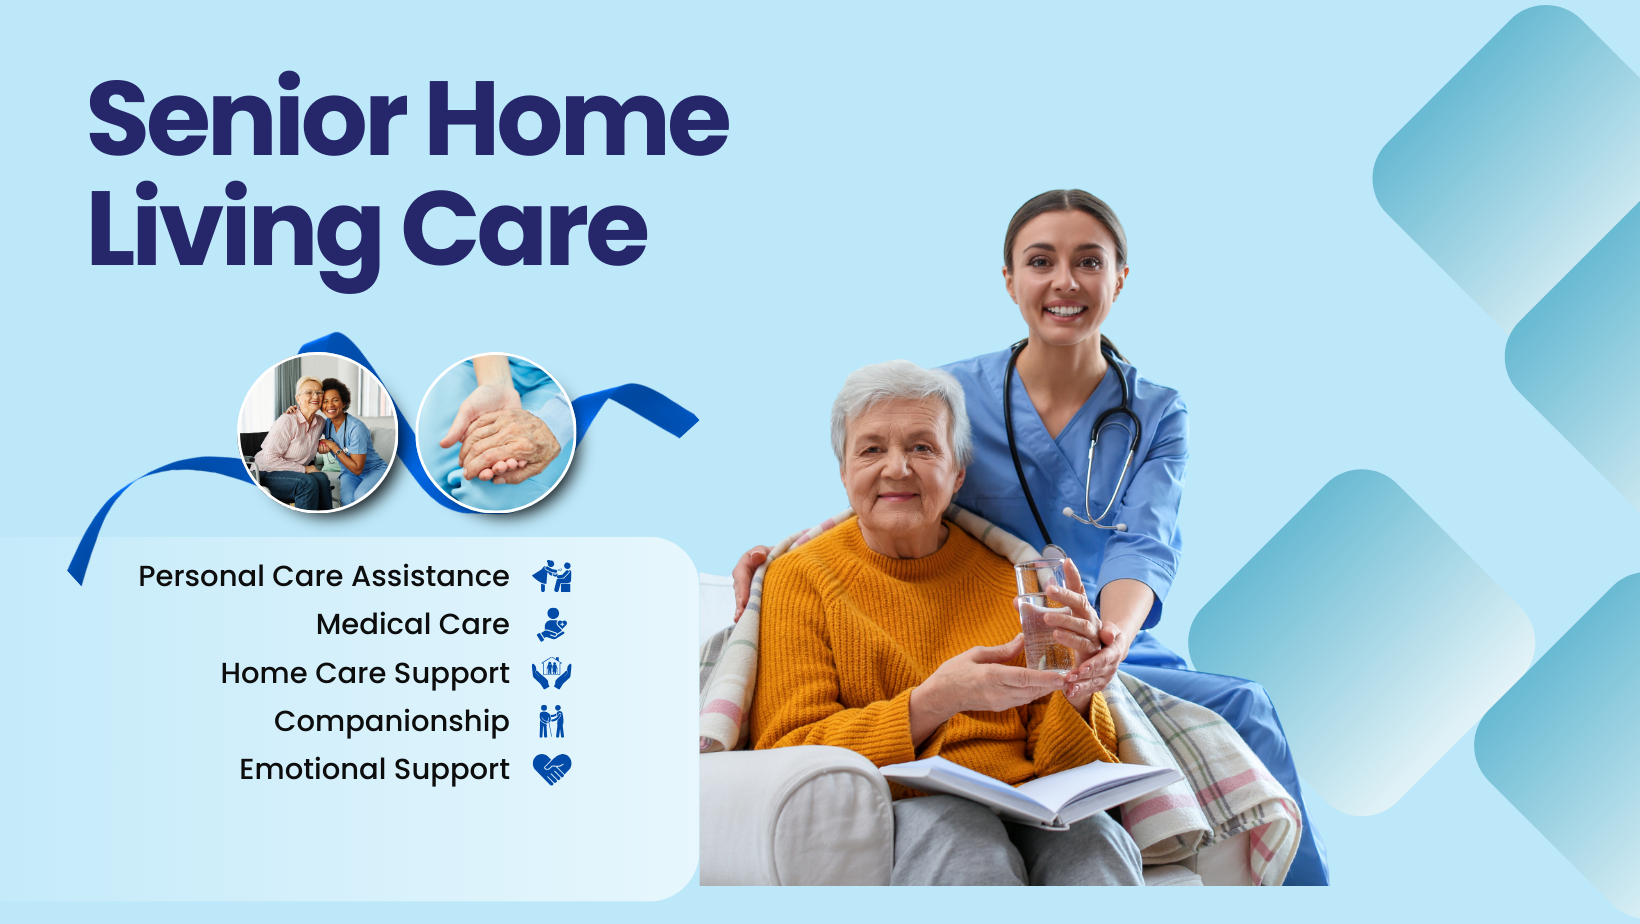 Senior Home
Living Care
Personal Care Assistance
Medical Care
Home Care Support
Companionship
Emotional Support